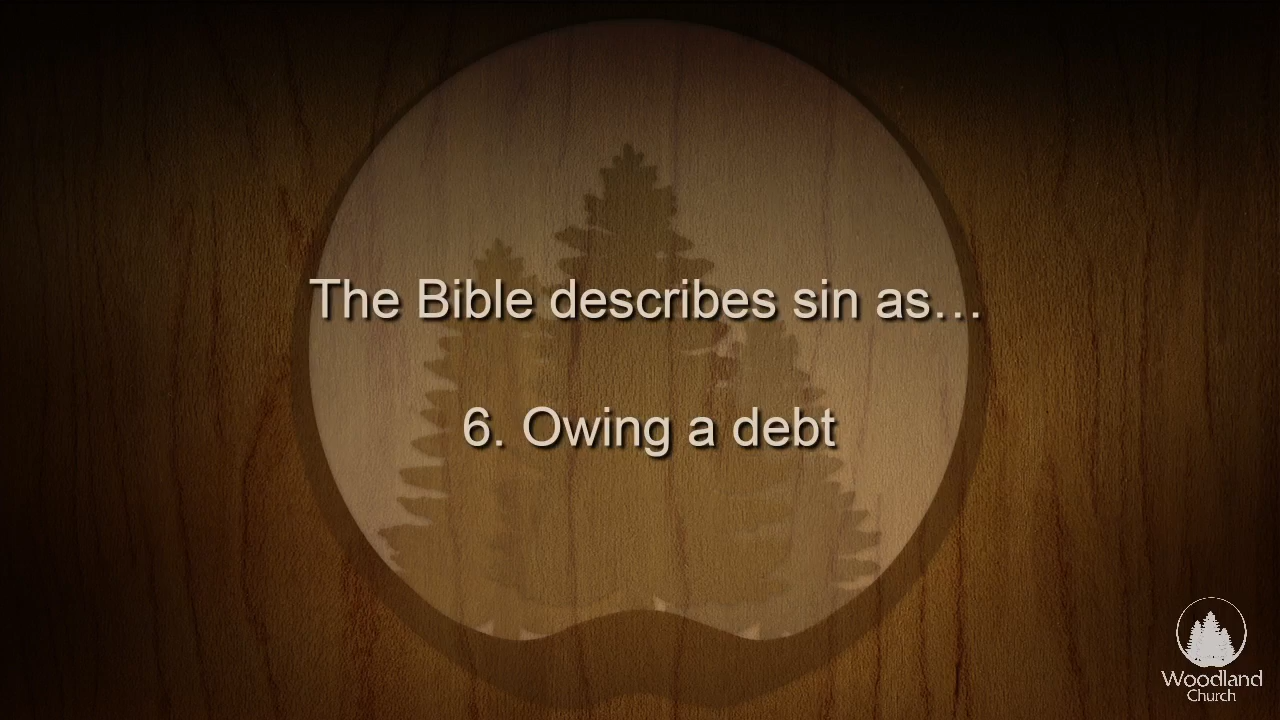 The Bible describes sin as…
6. Owing a debt
Woodland
Church